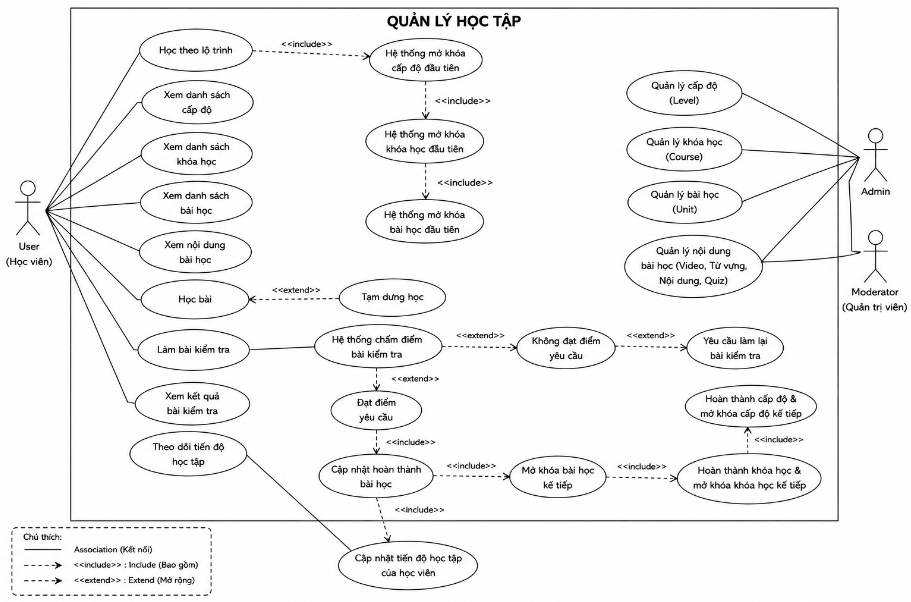 QUẢN LÝ HỌC TẬP
Học theo lộ trình
<<include>>
Hệ thống mở khóa
cấp độ đầu tiên
<<include>>
Xem danh sách
cấp độ
Quản lý cấp độ
(Level)
Hệ thống mở khóa
khóa học đầu tiên
Xem danh sách
khóa học
Quản lý khóa học
(Course)
Admin
<<include>>
Xem danh sách
bài học
Quản lý bài học
(Unit)
Hệ thống mở khóa
bài học đầu tiên
User
(Học viên)
Xem nội dung
bài học
Quản lý nội dung
bài học (Video, Từ vựng,
Nội dung, Quiz)
Moderator
(Quản trị viên)
Học bài
<<extend>>
Tạm dưng học
Làm bài kiểm tra
Hệ thống chấm điểm
bài kiểm tra
<<extend>>
Không đạt điểm
yêu cầu
<<extend>>
Yêu cầu làm lại
bài kiểm tra
<<extend>>
Xem kết quả
bài kiểm tra
Đạt điểm
yêu cầu
Hoàn thành cấp độ &
mở khóa cấp độ kế tiếp
<<include>>
<<include>>
Theo dõi tiến độ
học tập
Cập nhật hoàn thành
bài học
<<include>>
Mở khóa bài học
kế tiếp
<<include>>
Hoàn thành khóa học &
mở khóa khóa học kế tiếp
<<include>>
Cập nhật tiến độ học tập
của học viên
Chú thích:
Association (Kết nối)
<<include>> : Include (Bao gồm)
<<extend>> : Extend (Mở rộng)